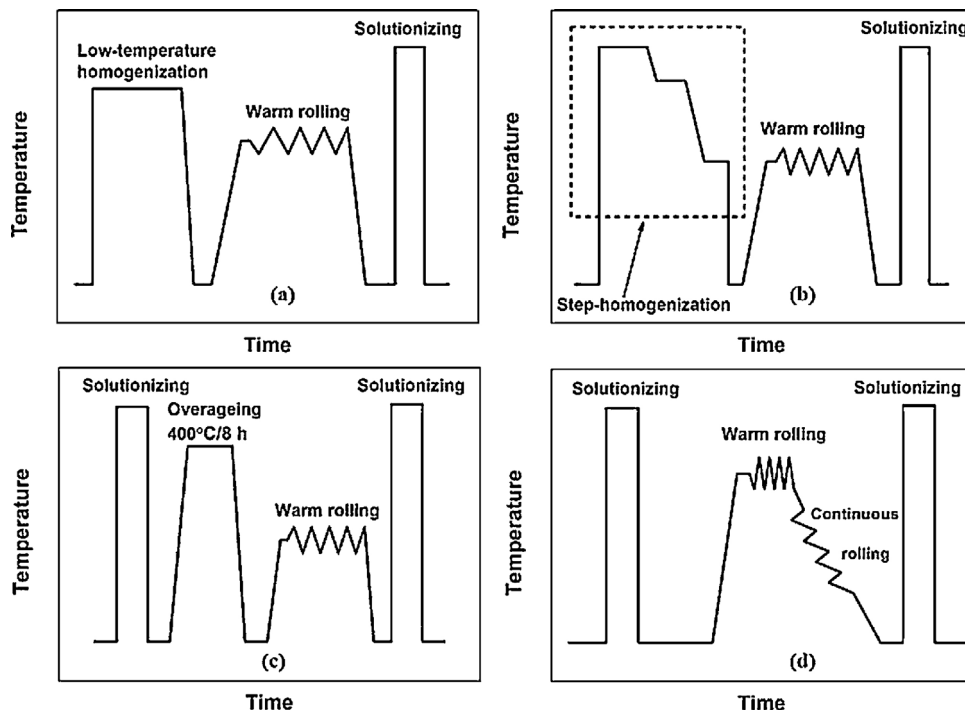 Solutionizing
Low-temperature
homogenization
Warm rolling
Temperature
(a)
Time
Solutionizing
Warm rolling
Temperature
(b)
Step-homogenization
Time
Solutionizing
Solutionizing
Overageing
400°C/8 h
Warm rolling
Temperature
(c)
Time
Solutionizing
Solutionizing
Warm rolling
Continuous
rolling
Temperature
(d)
Time